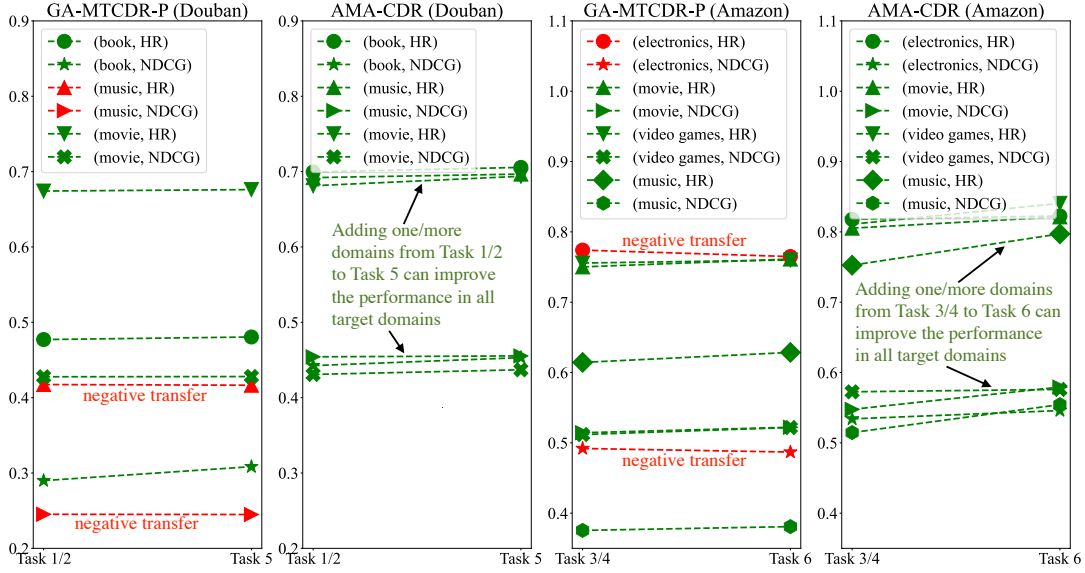 GA-MTCDR-P (Douban)
0.9
0.8
0.7
0.6
0.5
0.4
0.3
0.2
(book, HR)
(book, NDCG)
(music, HR)
(music, NDCG)
(movie, HR)
(movie, NDCG)
negative transfer
negative transfer
Task 1/2
Task 5
AMA-CDR (Douban)
0.9
0.8
0.7
0.6
0.5
0.4
0.3
0.2
(book, HR)
(book, NDCG)
(music, HR)
(music, NDCG)
(movie, HR)
(movie, NDCG)
Adding one/more
domains from Task 1/2
to Task 5 can improve
the performance in all
target domains
Task 1/2
Task 5
GA-MTCDR-P (Amazon)
1.1
1.0
0.9
0.8
0.7
0.6
0.5
0.4
(electronics, HR)
(electronics, NDCG)
(movie, HR)
(movie, NDCG)
(video games, HR)
(video games, NDCG)
(music, HR)
(music, NDCG)
negative transfer
negative transfer
Task 3/4
Task 6
AMA-CDR (Amazon)
1.1
1.0
0.9
0.8
0.7
0.6
0.5
0.4
(electronics, HR)
(electronics, NDCG)
(movie, HR)
(movie, NDCG)
(video games, HR)
(video games, NDCG)
(music, HR)
(music, NDCG)
Adding one/more domains
from Task 3/4 to Task 6 can
improve the performance
in all target domains
Task 3/4
Task 6